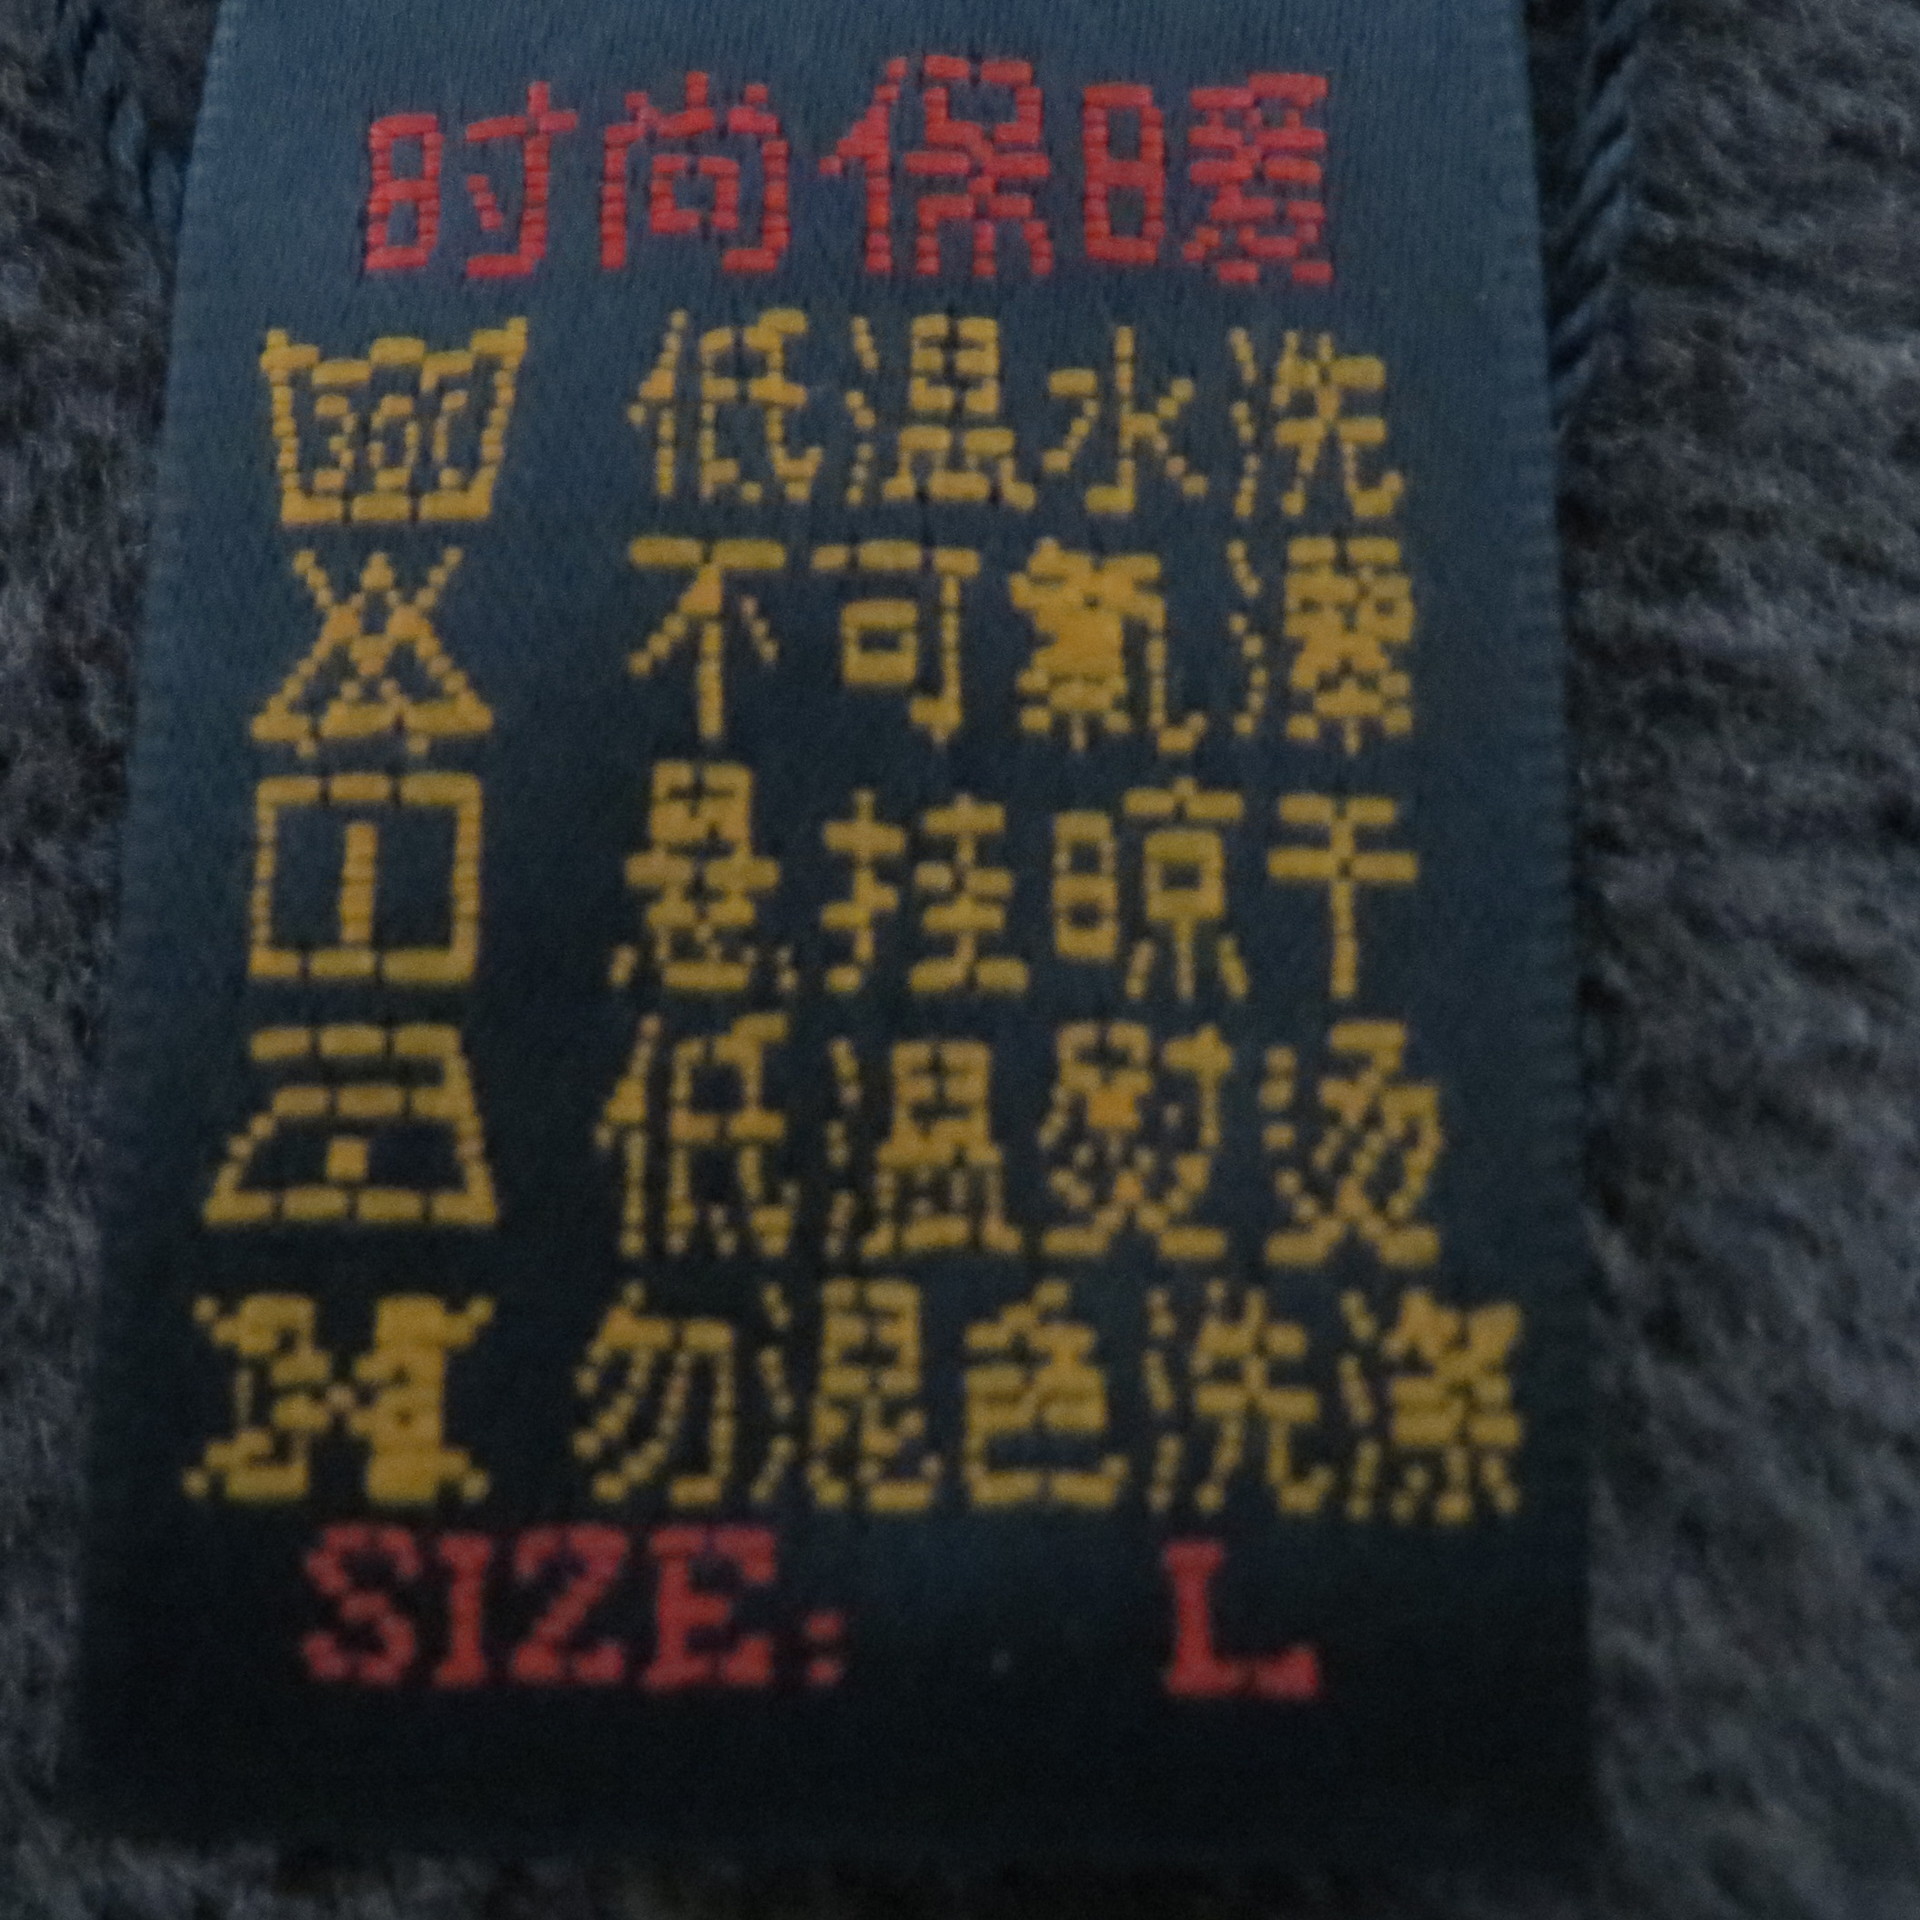 时尚保暖
30C 低温水洗
不可氯漂
悬挂晾干
低温熨烫
勿混色洗涤
SIZE: L